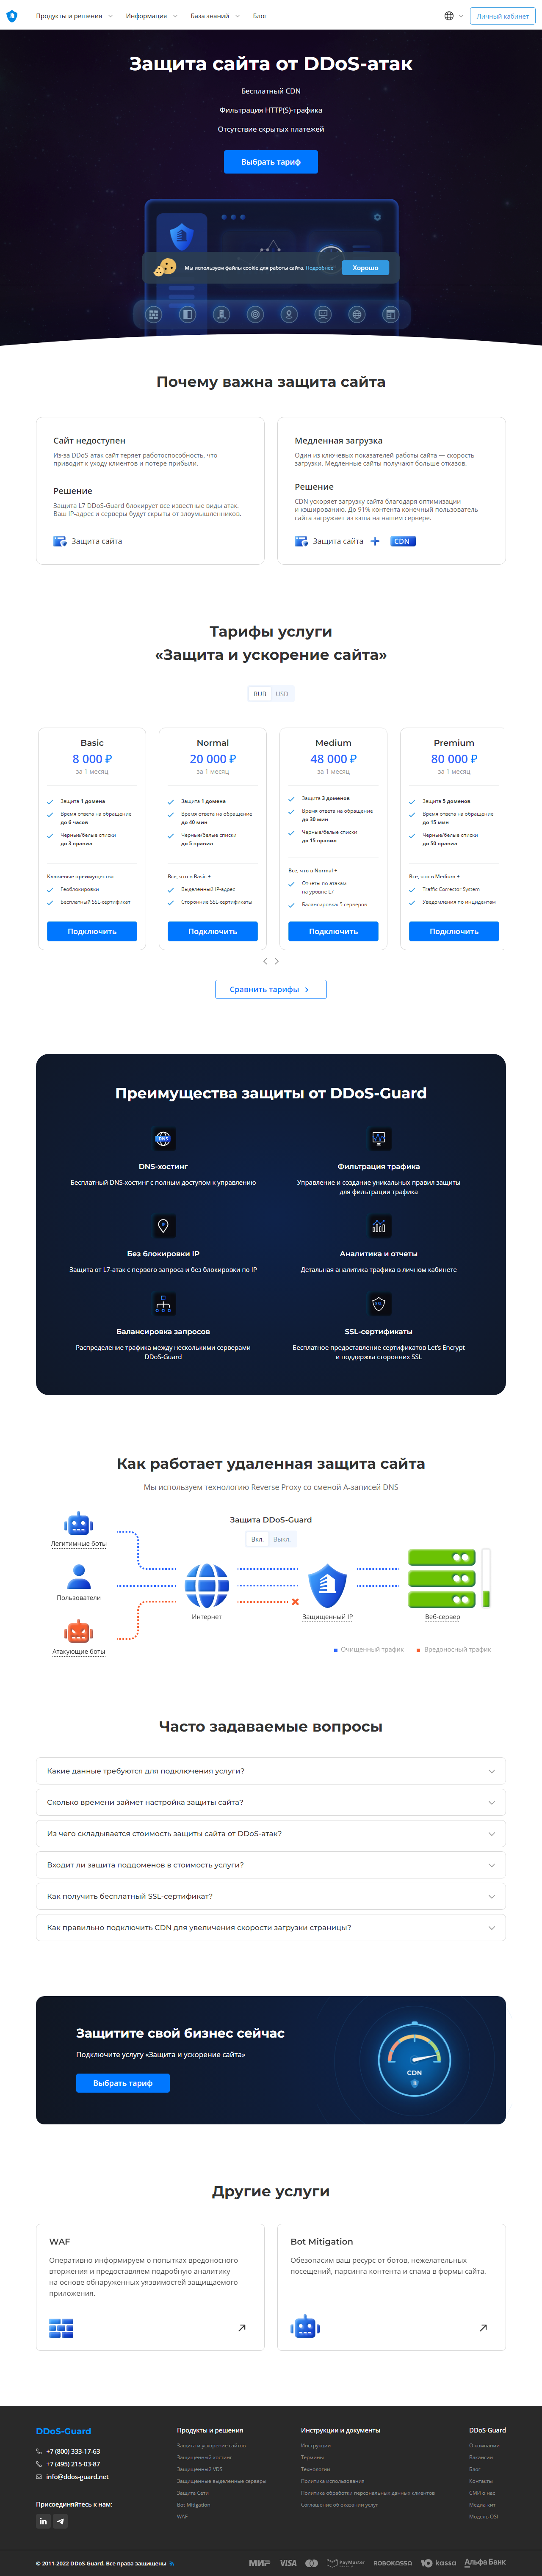 Продукты и решения
Информация
База знаний
Блог
Личный кабинет
Защита сайта от DDoS-атак
Бесплатный CDN
Фильтрация HTTP(S)-трафика
Отсутствие скрытых платежей
Выбрать тариф
Мы используем файлы cookie для работы сайта. Подробнее
Хорошо
Почему важна защита сайта
Сайт недоступен
Из-за DDoS-атак сайт теряет работоспособность, что
приводит к уходу клиентов и потере прибыли.
Решение
Защита L7 DDoS-Guard блокирует все известные виды атак.
Ваш IP-адрес и серверы будут скрыты от злоумышленников.
Защита сайта
Медленная загрузка
Один из ключевых показателей работы сайта — скорость
загрузки. Медленные сайты получают больше отказов.
Решение
CDN ускоряет загрузку сайта благодаря оптимизации
и кэшированию. До 91% контента конечный пользователь
сайта загружает из кэша на нашем сервере.
Защита сайта
CDN
Тарифы услуги
«Защита и ускорение сайта»
RUB
USD
Basic
8 000 ₽
за 1 месяц
Защита 1 домена
Время ответа на обращение
до 6 часов
Черные/белые списки
до 3 правил
Ключевые преимущества
Геоблокировки
Бесплатный SSL-сертификат
Подключить
Normal
20 000 ₽
за 1 месяц
Защита 1 домена
Время ответа на обращение
до 40 мин
Черные/белые списки
до 5 правил
Все, что в Basic +
Выделенный IP-адрес
Сторонние SSL-сертификаты
Подключить
Medium
48 000 ₽
за 1 месяц
Защита 3 доменов
Время ответа на обращение
до 30 мин
Черные/белые списки
до 15 правил
Все, что в Normal +
Отчеты по атакам
на уровне L7
Балансировка: 5 серверов
Подключить
Premium
80 000 ₽
за 1 месяц
Защита 5 доменов
Время ответа на обращение
до 15 мин
Черные/белые списки
до 50 правил
Все, что в Medium +
Traffic Corrector System
Уведомления по инцидентам
Подключить
Сравнить тарифы
Преимущества защиты от DDoS-Guard
DNS
DNS-хостинг
Бесплатный DNS-хостинг с полным доступом к управлению
Фильтрация трафика
Управление и создание уникальных правил защиты
для фильтрации трафика
Без блокировки IP
Защита от L7-атак с первого запроса и без блокировки по IP
Аналитика и отчеты
Детальная аналитика трафика в личном кабинете
Балансировка запросов
Распределение трафика между несколькими серверами
DDoS-Guard
SSL-сертификаты
Бесплатное предоставление сертификатов Let's Encrypt
и поддержка сторонних SSL
Как работает удаленная защита сайта
Мы используем технологию Reverse Proxy со сменой А-записей DNS
Защита DDoS-Guard
Вкл.
Выкл.
Легитимные боты
Пользователи
Атакующие боты
Интернет
Защищенный IP
Веб-сервер
Очищенный трафик
Вредоносный трафик
Часто задаваемые вопросы
Какие данные требуются для подключения услуги?
Сколько времени займет настройка защиты сайта?
Из чего складывается стоимость защиты сайта от DDoS-атак?
Входит ли защита поддоменов в стоимость услуги?
Как получить бесплатный SSL-сертификат?
Как правильно подключить CDN для увеличения скорости загрузки страницы?
Защитите свой бизнес сейчас
Подключите услугу «Защита и ускорение сайта»
Выбрать тариф
CDN
Другие услуги
WAF
Оперативно информируем о попытках вредоносного
вторжения и предоставляем подробную аналитику
на основе обнаруженных уязвимостей защищаемого
приложения.
Bot Mitigation
Обезопасим ваш ресурс от ботов, нежелательных
посещений, парсинга контента и спама в формы сайта.
DDoS-Guard
+7 (800) 333-17-63
+7 (495) 215-03-87
info@ddos-guard.net
Присоединяйтесь к нам:
Продукты и решения
Защита и ускорение сайтов
Защищенный хостинг
Защищенный VDS
Защищенные выделенные серверы
Защита Сети
Bot Mitigation
WAF
Инструкции и документы
Инструкции
Термины
Технологии
Политика использования
Политика обработки персональных данных клиентов
Соглашение об оказании услуг
DDoS-Guard
О компании
Вакансии
Блог
Контакты
СМИ о нас
Медиа-кит
Модель OSI
© 2011-2022 DDoS-Guard. Все права защищены
МИР
VISA
PayMaster
ROBOKASSA
kassa
Альфа Банк